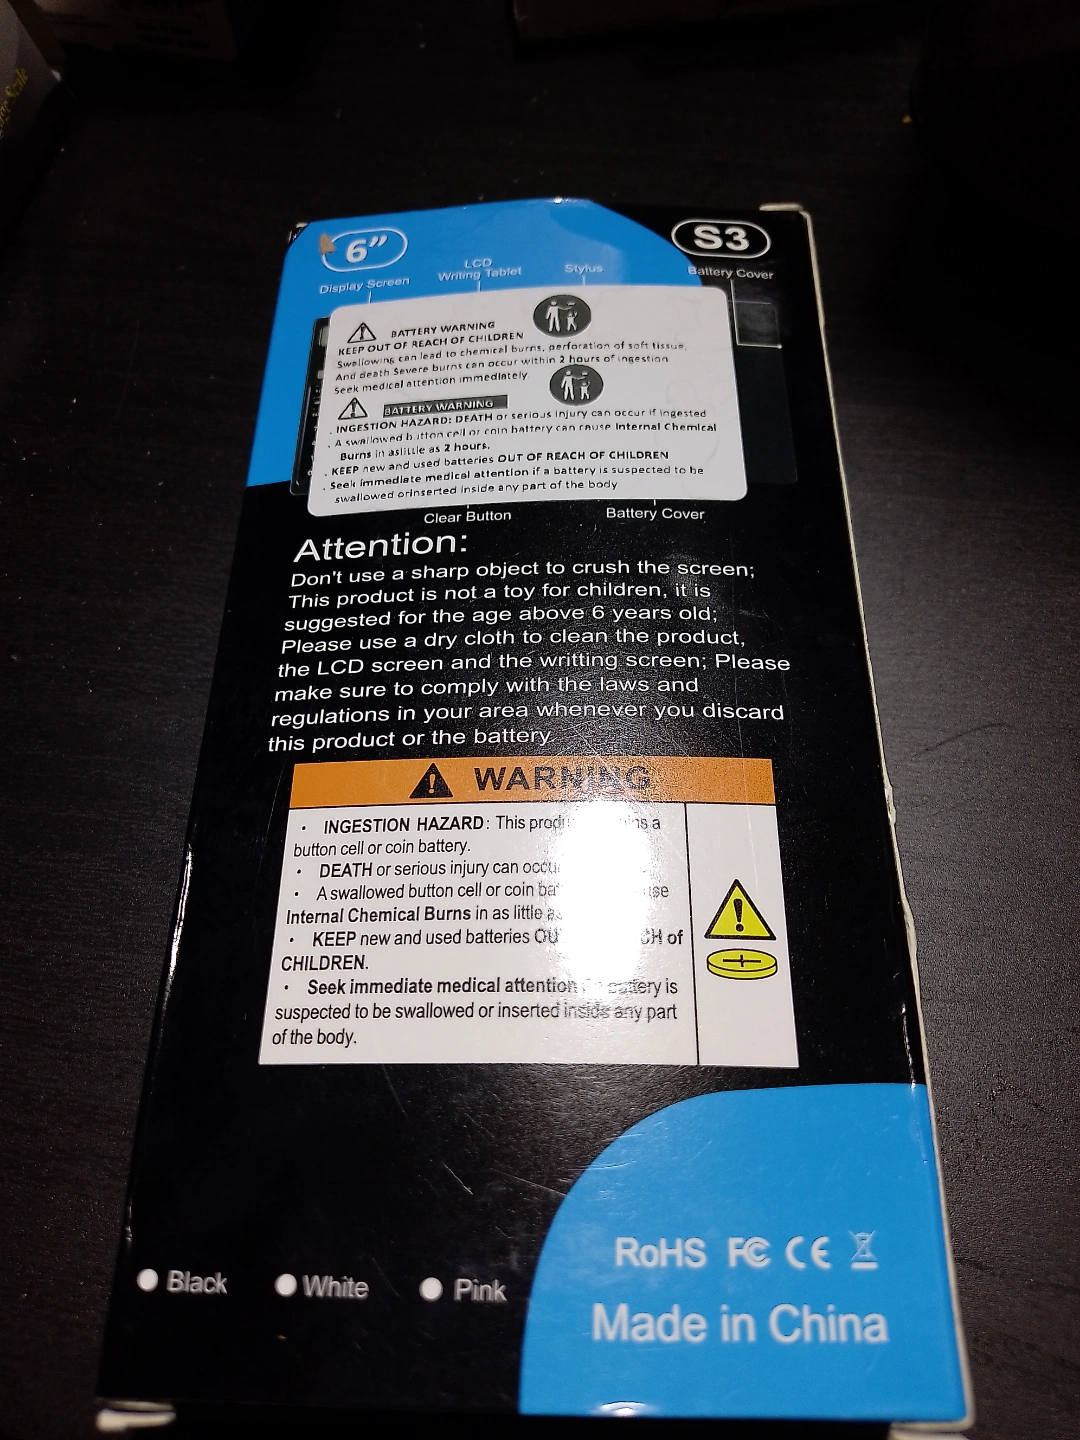 6”
S3
LCD
Writing Tablet
Stylus
Display Screen
Battery Cover
BATTERY WARNING
KEEP OUT OF REACH OF CHILDREN
Swallowing can lead to chemical burns, perforation of soft tissue,
And death Severe burns can occur within 2 hours of ingestion
Seek medical attention immediately
BATTERY WARNING
. INGESTION HAZARD: DEATH or serious injury can occur if ingested
. A swallowed button cell or coin battery can cause Internal Chemical
Burns in aslittle as 2 hours.
. KEEP new and used batteries OUT OF REACH OF CHILDREN
. Seek immediate medical attention if a battery is suspected to be
swallowed orinserted inside any part of the body
Clear Button
Battery Cover
Attention:
Don't use a sharp object to crush the screen;
This product is not a toy for children, it is
suggested for the age above 6 years old;
Please use a dry cloth to clean the product,
the LCD screen and the writting screen; Please
make sure to comply with the laws and
regulations in your area whenever you discard
this product or the battery.
WARNING
• INGESTION HAZARD: This a
button cell or coin battery.
• DEATH or serious injury can
• A swallowed button cell or coin
Internal Chemical Burns in as little
• KEEP new and used batteries of
CHILDREN.
• Seek immediate medical attention battery is
suspected to be swallowed or inserted inside any part
of the body.
RoHS FC CE
Black White Pink
Made in China